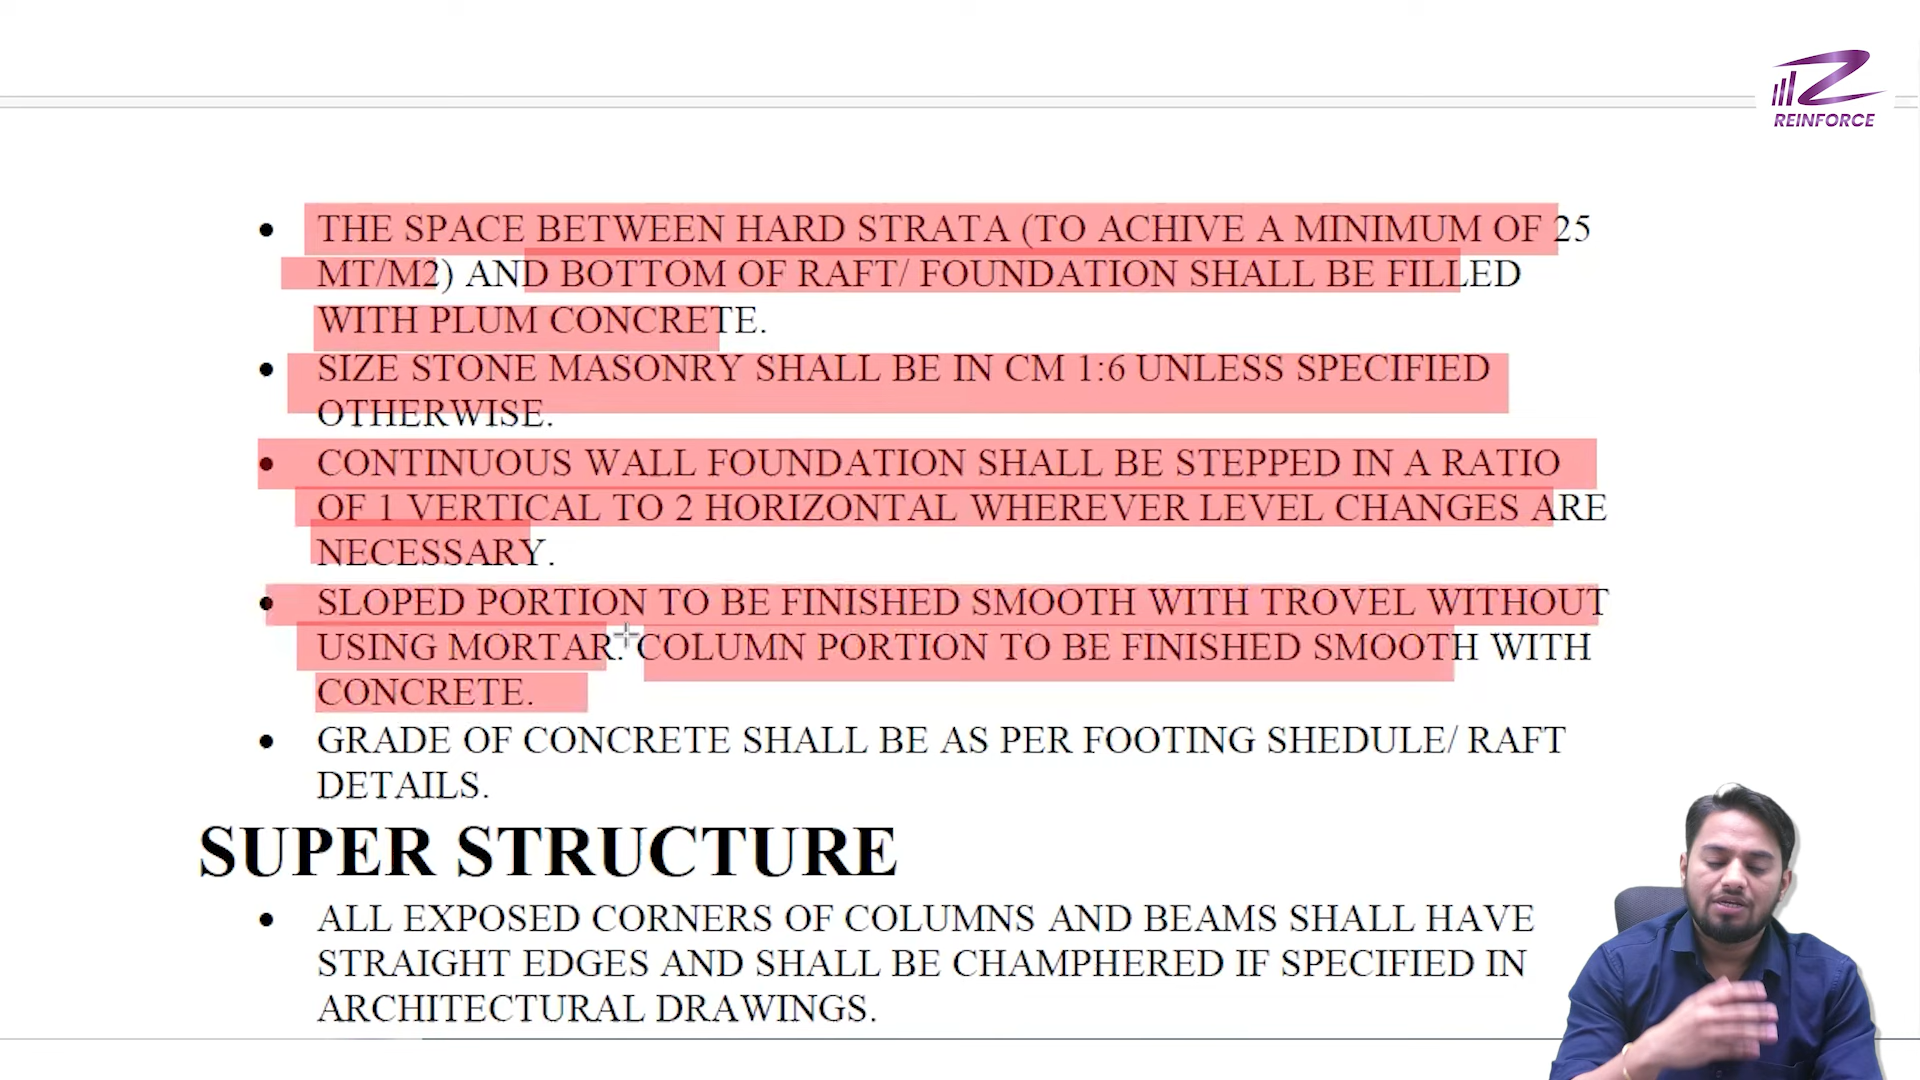 REINFORCE
• THE SPACE BETWEEN HARD STRATA (TO ACHIVE A MINIMUM OF 25
MT/M2) AND BOTTOM OF RAFT/ FOUNDATION SHALL BE FILLED
WITH PLUM CONCRETE.
• SIZE STONE MASONRY SHALL BE IN CM 1:6 UNLESS SPECIFIED
OTHERWISE.
• CONTINUOUS WALL FOUNDATION SHALL BE STEPPED IN A RATIO
OF 1 VERTICAL TO 2 HORIZONTAL WHEREVER LEVEL CHANGES ARE
NECESSARY.
• SLOPED PORTION TO BE FINISHED SMOOTH WITH TROVEL WITHOUT
USING MORTAR. COLUMN PORTION TO BE FINISHED SMOOTH WITH
CONCRETE.
• GRADE OF CONCRETE SHALL BE AS PER FOOTING SHEDULE/ RAFT
DETAILS.
SUPER STRUCTURE
• ALL EXPOSED CORNERS OF COLUMNS AND BEAMS SHALL HAVE
STRAIGHT EDGES AND SHALL BE CHAMPHERED IF SPECIFIED IN
ARCHITECTURAL DRAWINGS.